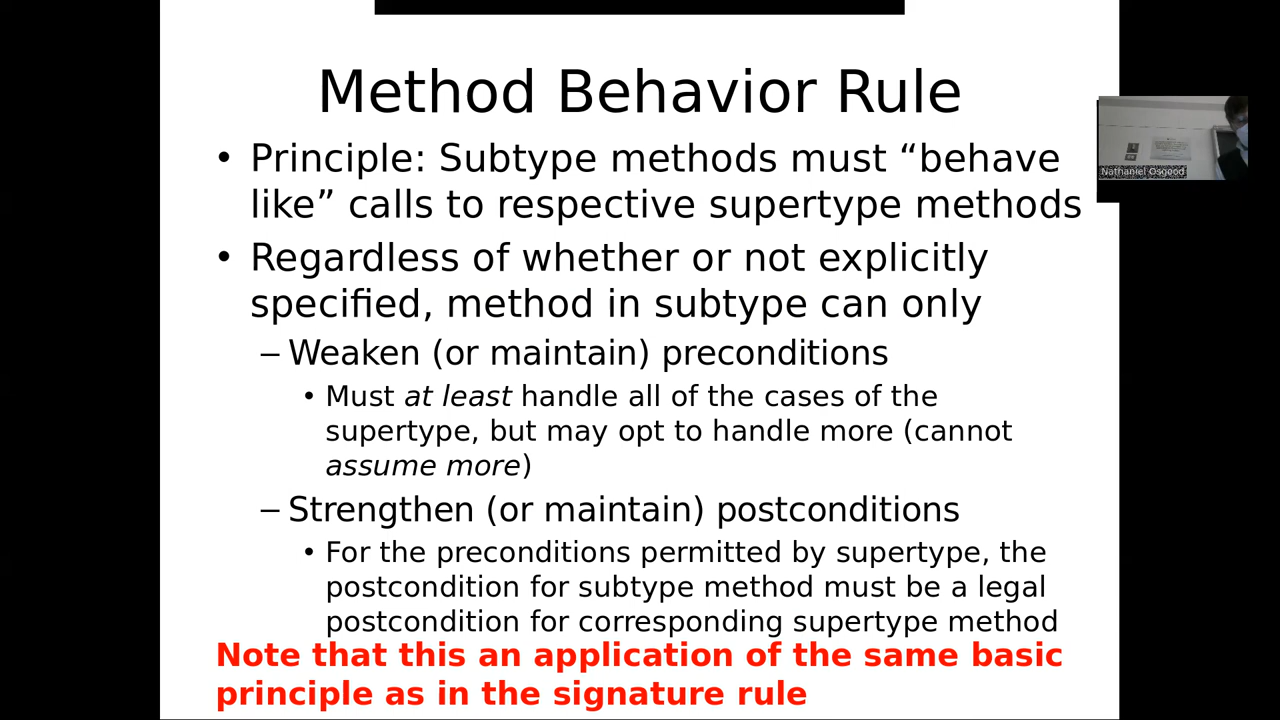 Method Behavior Rule
• Principle: Subtype methods must “behave
like” calls to respective supertype methods
• Regardless of whether or not explicitly
specified, method in subtype can only
– Weaken (or maintain) preconditions
• Must at least handle all of the cases of the
supertype, but may opt to handle more (cannot
assume more)
– Strengthen (or maintain) postconditions
• For the preconditions permitted by supertype, the
postcondition for subtype method must be a legal
postcondition for corresponding supertype method
Note that this an application of the same basic
principle as in the signature rule
Nathaniel Osgood